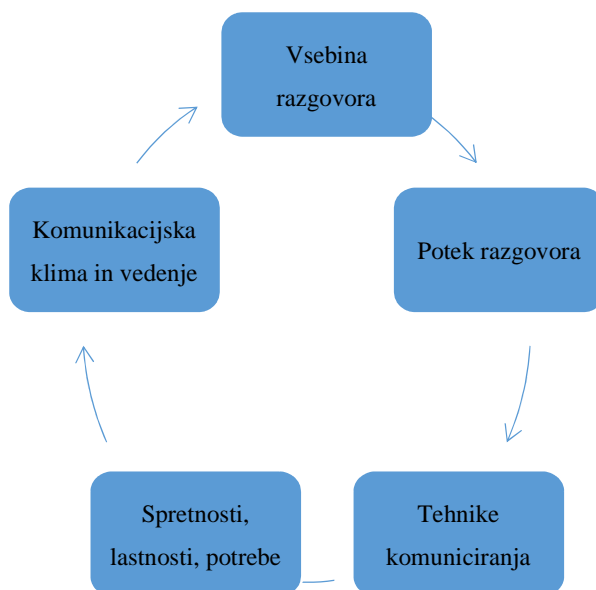 Vsebina
razgovora
Potek razgovora
Tehnike
komuniciranja
Spretnosti,
lastnosti, potrebe
Komunikacijska
klima in vedenje